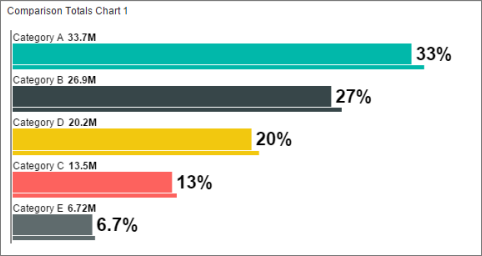 Comparison Totals Chart 1
Category A 33.7M
33%
Category B 26.9M
27%
Category D 20.2M
20%
Category C 13.5M
13%
Category E 6.72M
6.7%